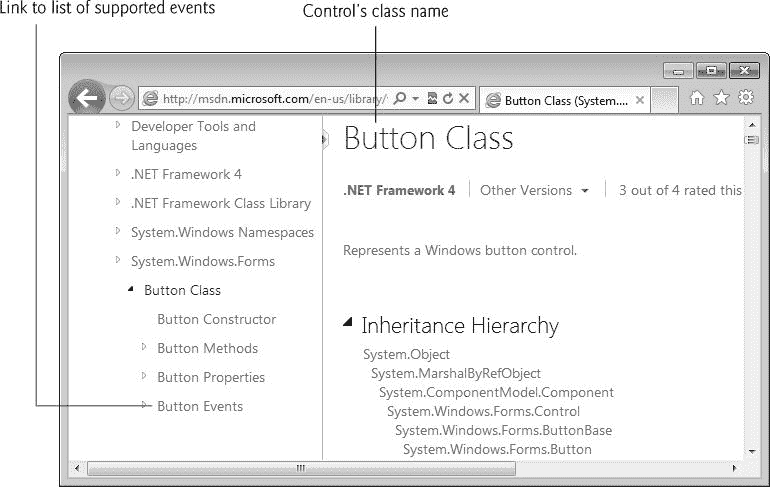 Link to list of supported events
Control's class name
http://msdn.microsoft.com/en-us/library/
Button Class (System....
Developer Tools and
Languages
.NET Framework 4
.NET Framework Class Library
System.Windows Namespaces
System.Windows.Forms
Button Class
Button Constructor
Button Methods
Button Properties
Button Events
Button Class
.NET Framework 4
Other Versions
3 out of 4 rated this
Represents a Windows button control.
Inheritance Hierarchy
System.Object
System.MarshalByRefObject
System.ComponentModel.Component
System.Windows.Forms.Control
System.Windows.Forms.ButtonBase
System.Windows.Forms.Button